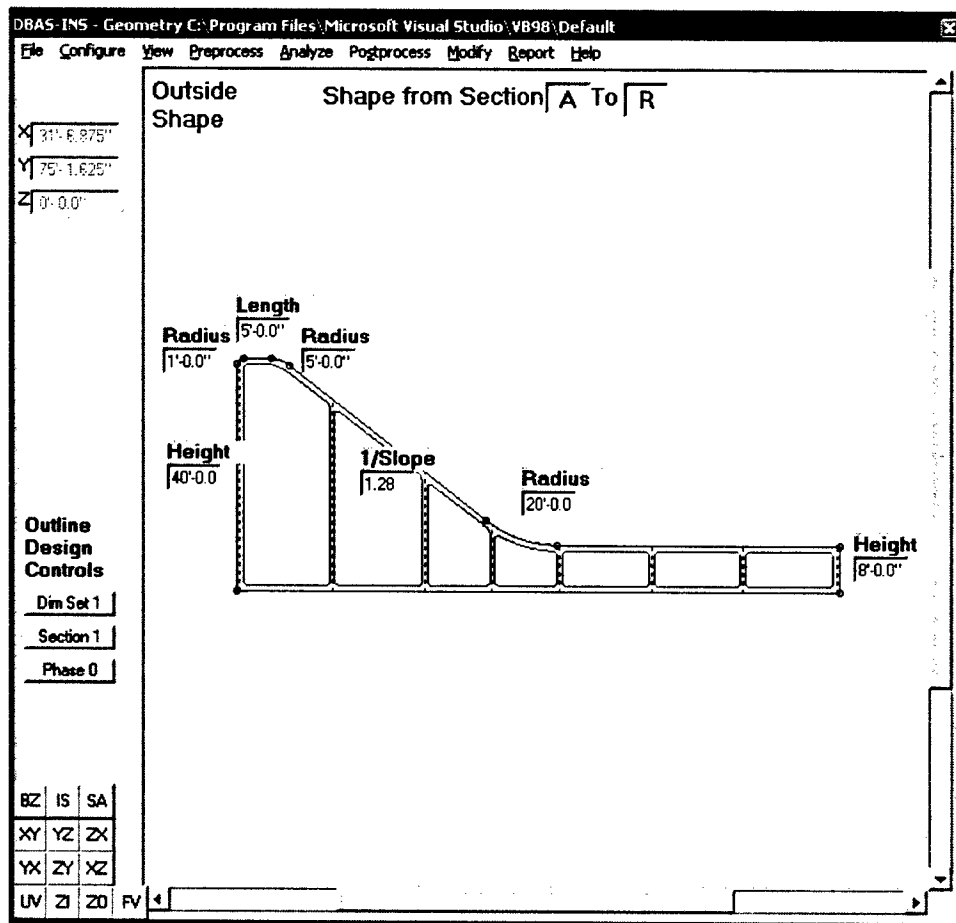 DBAS-INS - Geometry C:\Program Files\Microsoft Visual Studio\VB98\Default
File Configure View Preprocess Analyze Postprocess Modify Report Help
Outside
Shape
Shape from Section A To R
X 31'- 6.875"
Y 75'- 1.625"
Z 0'- 0.0"
Length
5'-0.0"
Radius
1'-0.0"
Radius
5'-0.0"
Height
40'-0.0
1/Slope
1.28
Radius
20'-0.0
Height
8'-0.0"
Outline
Design
Controls
Dim Set 1
Section 1
Phase 0
BZ IS SA
XY YZ ZX
YX ZY XZ
UV ZI ZO FV